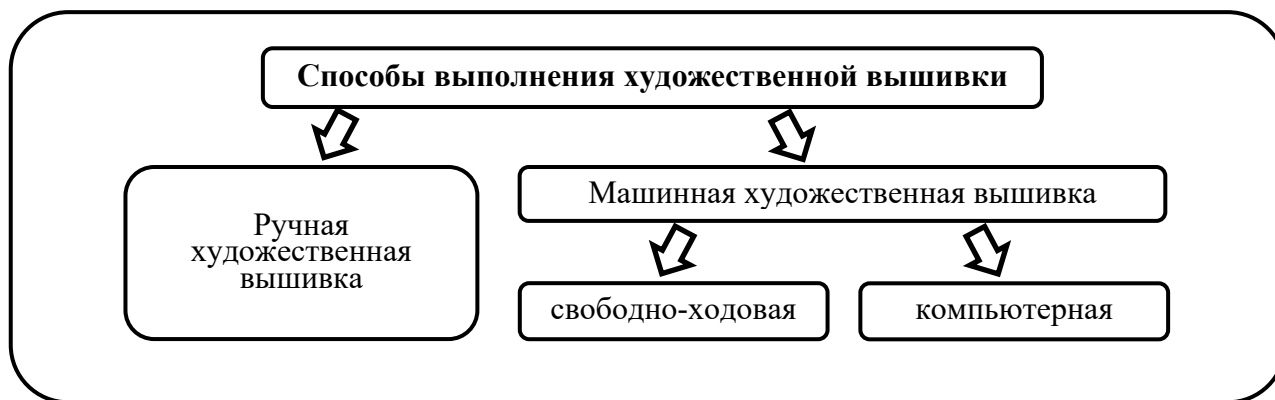 Способы выполнения художественной вышивки
Ручная
художественная
вышивка
Машинная художественная вышивка
свободно-ходовая
компьютерная